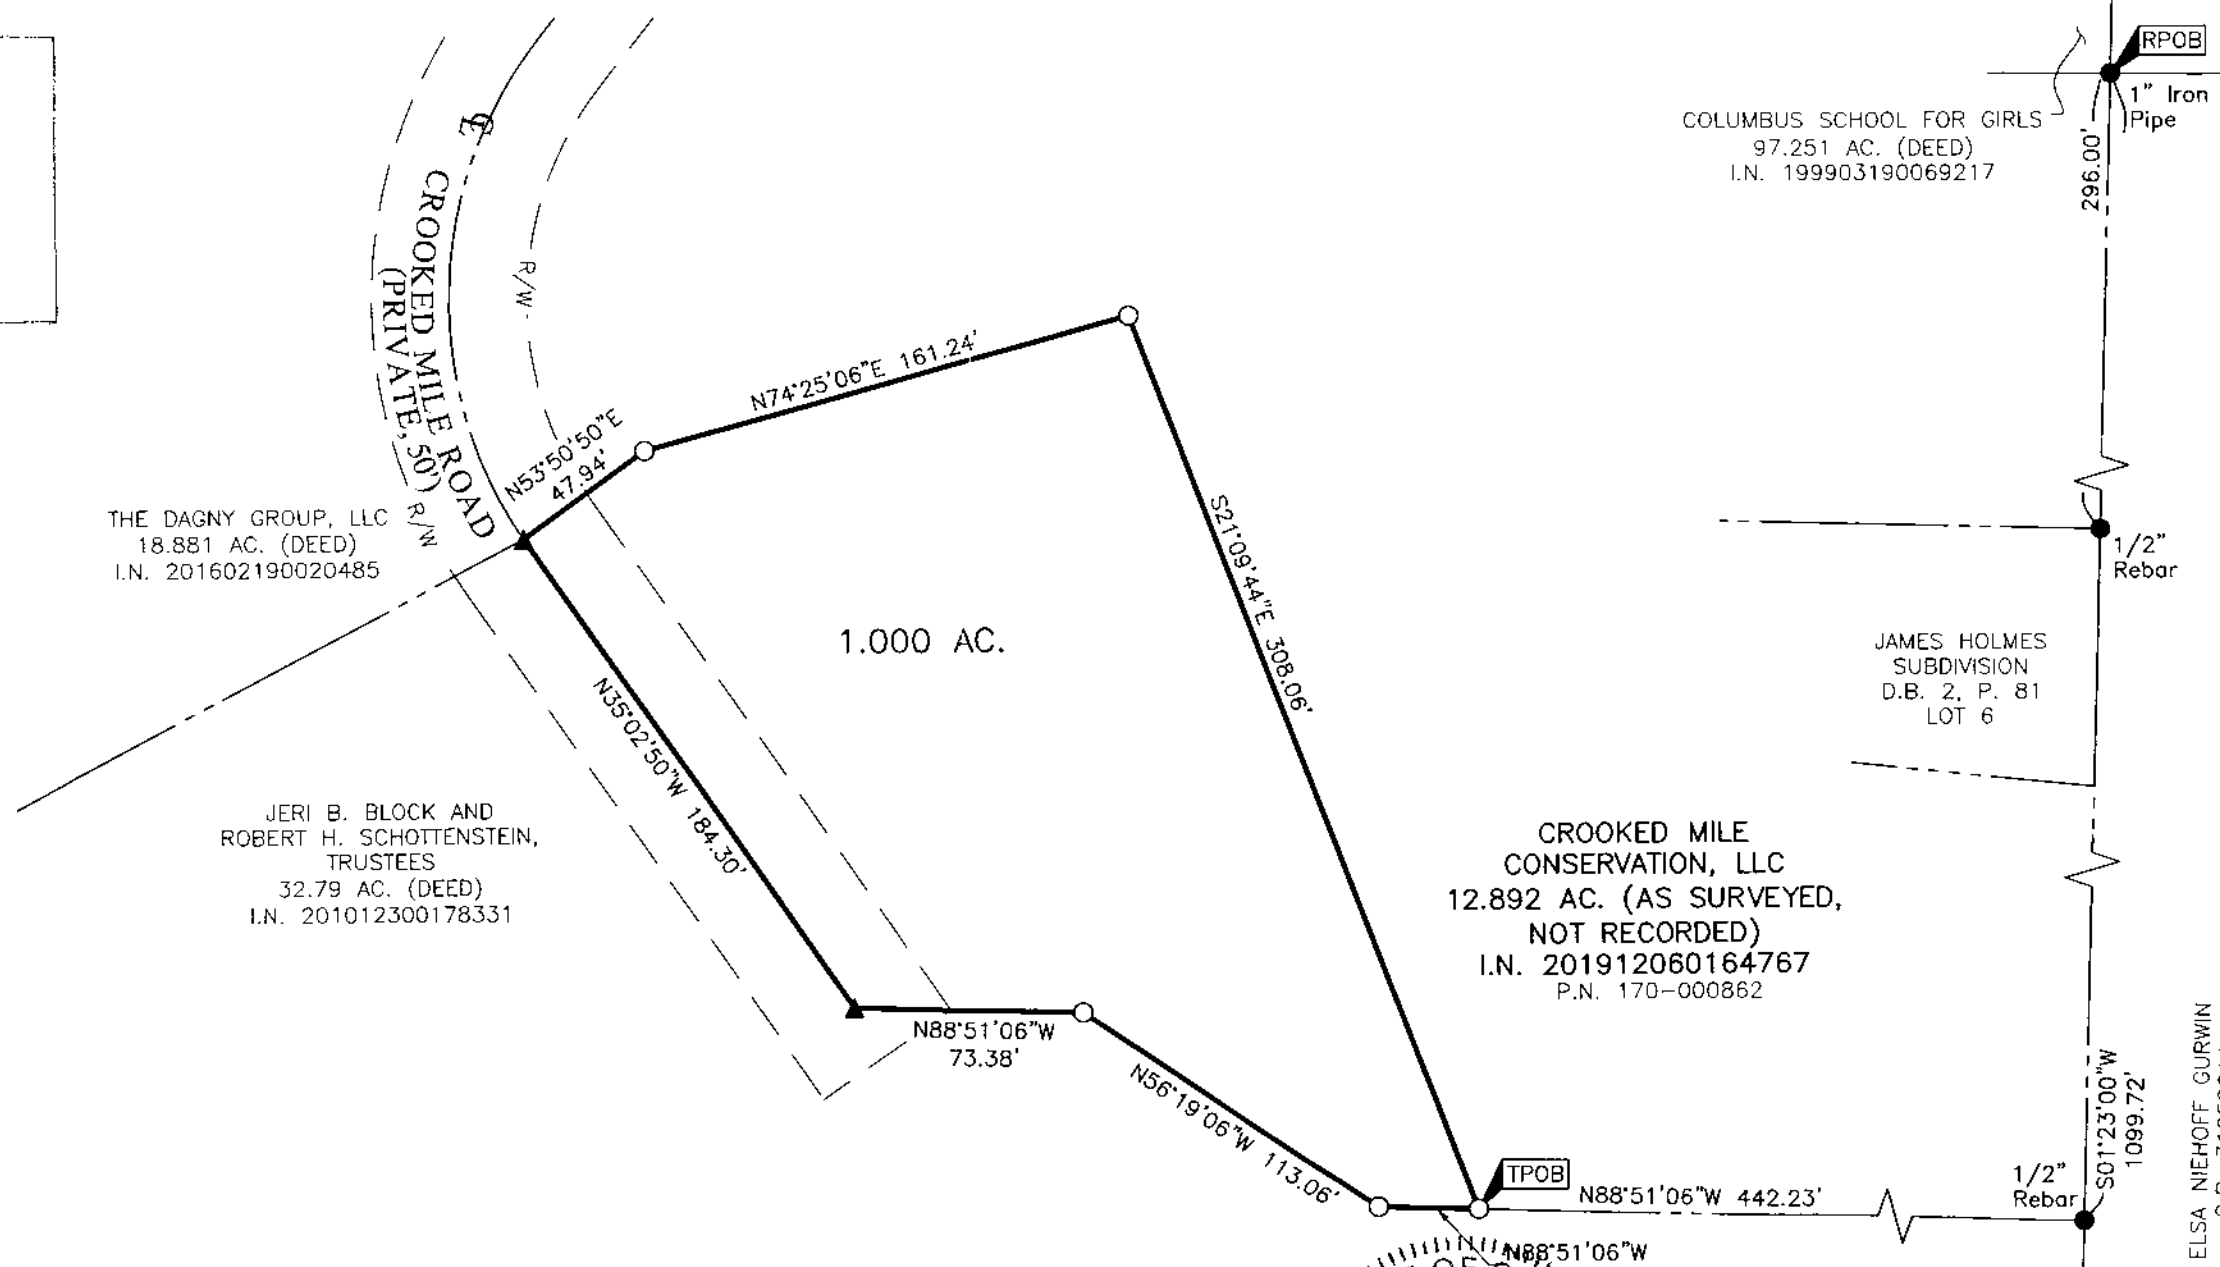 RPOB
1" Iron
Pipe
COLUMBUS SCHOOL FOR GIRLS
97.251 AC. (DEED)
I.N. 199903190069217
296.00'
CROOKED MILE ROAD
(PRIVATE, 50')
R/W
R/W
N74°25'06"E 161.24'
N53°50'50"E
47.94'
THE DAGNY GROUP, LLC
18.881 AC. (DEED)
I.N. 201602190020485
S21°09'44"E 308.06'
1/2"
Rebar
1.000 AC.
JAMES HOLMES
SUBDIVISION
D.B. 2, P. 81
LOT 6
N35°02'50"W 184.30'
JERI B. BLOCK AND
ROBERT H. SCHOTTENSTEIN,
TRUSTEES
32.79 AC. (DEED)
I.N. 201012300178331
CROOKED MILE
CONSERVATION, LLC
12.892 AC. (AS SURVEYED,
NOT RECORDED)
I.N. 201912060164767
P.N. 170-000862
N88°51'06"W
73.38'
N56°19'06"W 113.06'
TPOB
N88°51'06"W 442.23'
1/2"
Rebar
S01°23'00"W
1099.72'
ELSA NIEHOFF GURWIN
N88°51'06"W